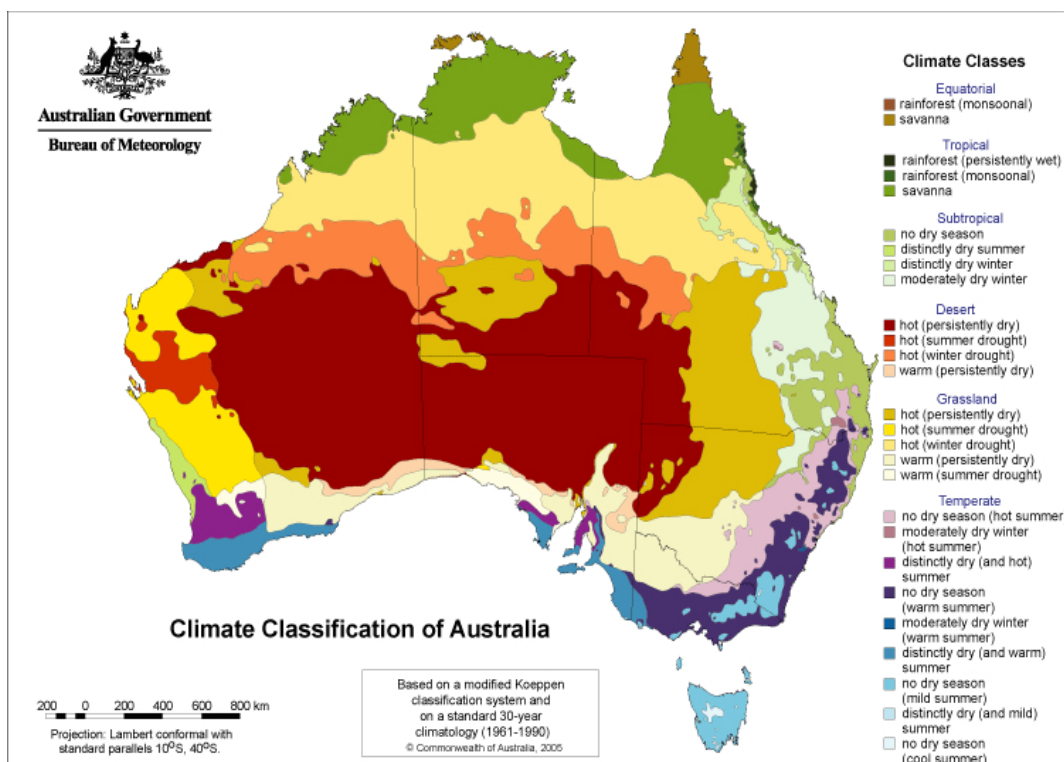 Australian Government
Bureau of Meteorology
Climate Classes
Equatorial
rainforest (monsoonal)
savanna
Tropical
rainforest (persistently wet)
rainforest (monsoonal)
savanna
Subtropical
no dry season
distinctly dry summer
distinctly dry winter
moderately dry winter
Desert
hot (persistently dry)
hot (summer drought)
hot (winter drought)
warm (persistently dry)
Grassland
hot (persistently dry)
hot (summer drought)
hot (winter drought)
warm (persistently dry)
warm (summer drought)
Temperate
no dry season (hot summer
moderately dry winter
(hot summer)
distinctly dry (and hot)
summer
no dry season
(warm summer)
moderately dry winter
(warm summer)
distinctly dry (and warm)
summer
no dry season
(mild summer)
distinctly dry (and mild)
summer
no dry season
(cool summer)
Climate Classification of Australia
Based on a modified Koeppen
classification system and
on a standard 30-year
climatology (1961-1990)
© Commonwealth of Australia, 2005
200 0 200 400 600 800 km
Projection: Lambert conformal with
standard parallels 10°S, 40°S.